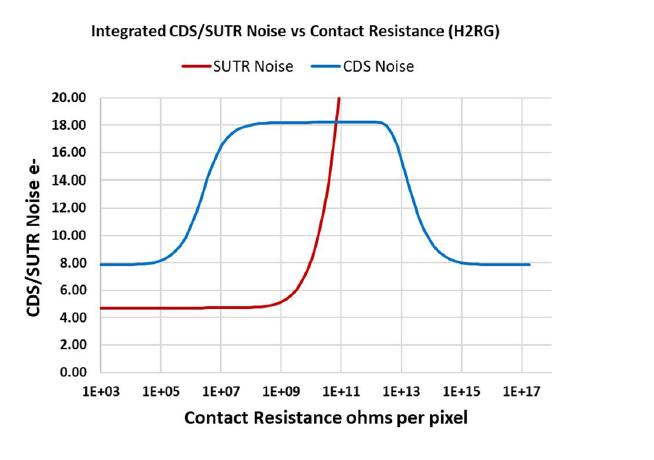 Integrated CDS/SUTR Noise vs Contact Resistance (H2RG)
SUTR Noise CDS Noise
CDS/SUTR Noise e-
20.00
18.00
16.00
14.00
12.00
10.00
8.00
6.00
4.00
2.00
0.00
1E+03 1E+05 1E+07 1E+09 1E+11 1E+13 1E+15 1E+17
Contact Resistance ohms per pixel